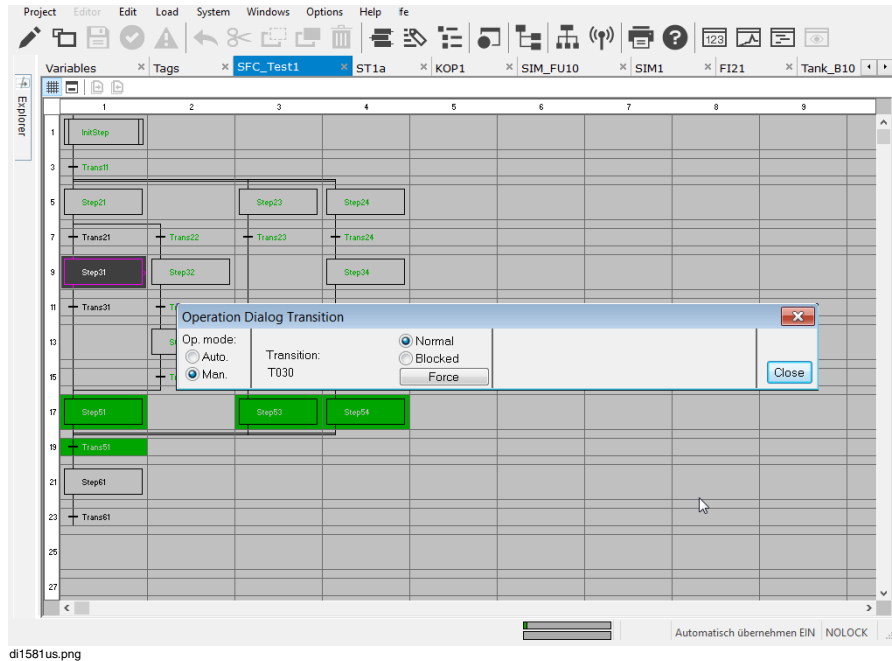 Project Editor Edit Load System Windows Options Help fe
123
Variables × Tags × SFC_Test1 × ST1a × KOP1 × SIM_FU10 × SIM1 × FI21 × Tank_B10
Explorer
1 2 3 4 5 6 7 8 9
1 InitStep
3 Trans11
5 Step21 Step23 Step24
7 Trans21 Trans22 Trans23 Trans24
9 Step31 Step32 Step34
11 Trans31
Operation Dialog Transition
Op. mode: Normal
13 Auto. Transition: Blocked
15 Man. T030 Force Close
17 Step51 Step53 Step54
19 Trans51
21 Step61
23 Trans61
25
27
Automatisch übernehmen EIN NOLOCK
di1581us.png